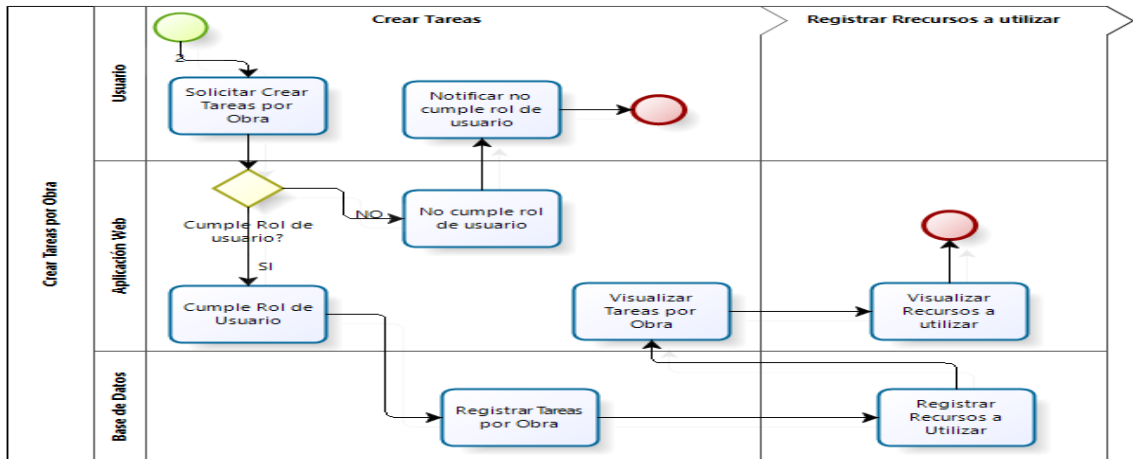 Crear Tareas
Registrar Rrecursos a utilizar
Crear Tareas por Obra
Usuario
2
Solicitar Crear
Tareas por
Obra
Notificar no
cumple rol de
usuario
Aplicación Web
Cumple Rol de
usuario?
NO
No cumple rol
de usuario
SI
Cumple Rol de
Usuario
Visualizar
Tareas por
Obra
Visualizar
Recursos a
utilizar
Base de Datos
Registrar Tareas
por Obra
Registrar
Recursos a
Utilizar